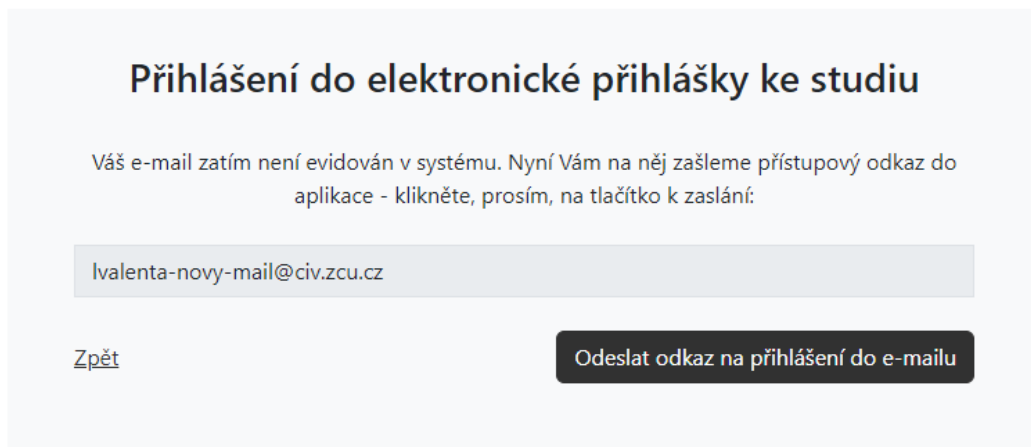 Přihlášení do elektronické přihlášky ke studiu
Váš e-mail zatím není evidován v systému. Nyní Vám na něj zašleme přístupový odkaz do
aplikace - klikněte, prosím, na tlačítko k zaslání:
lvalenta-novy-mail@civ.zcu.cz
Zpět
Odeslat odkaz na přihlášení do e-mailu